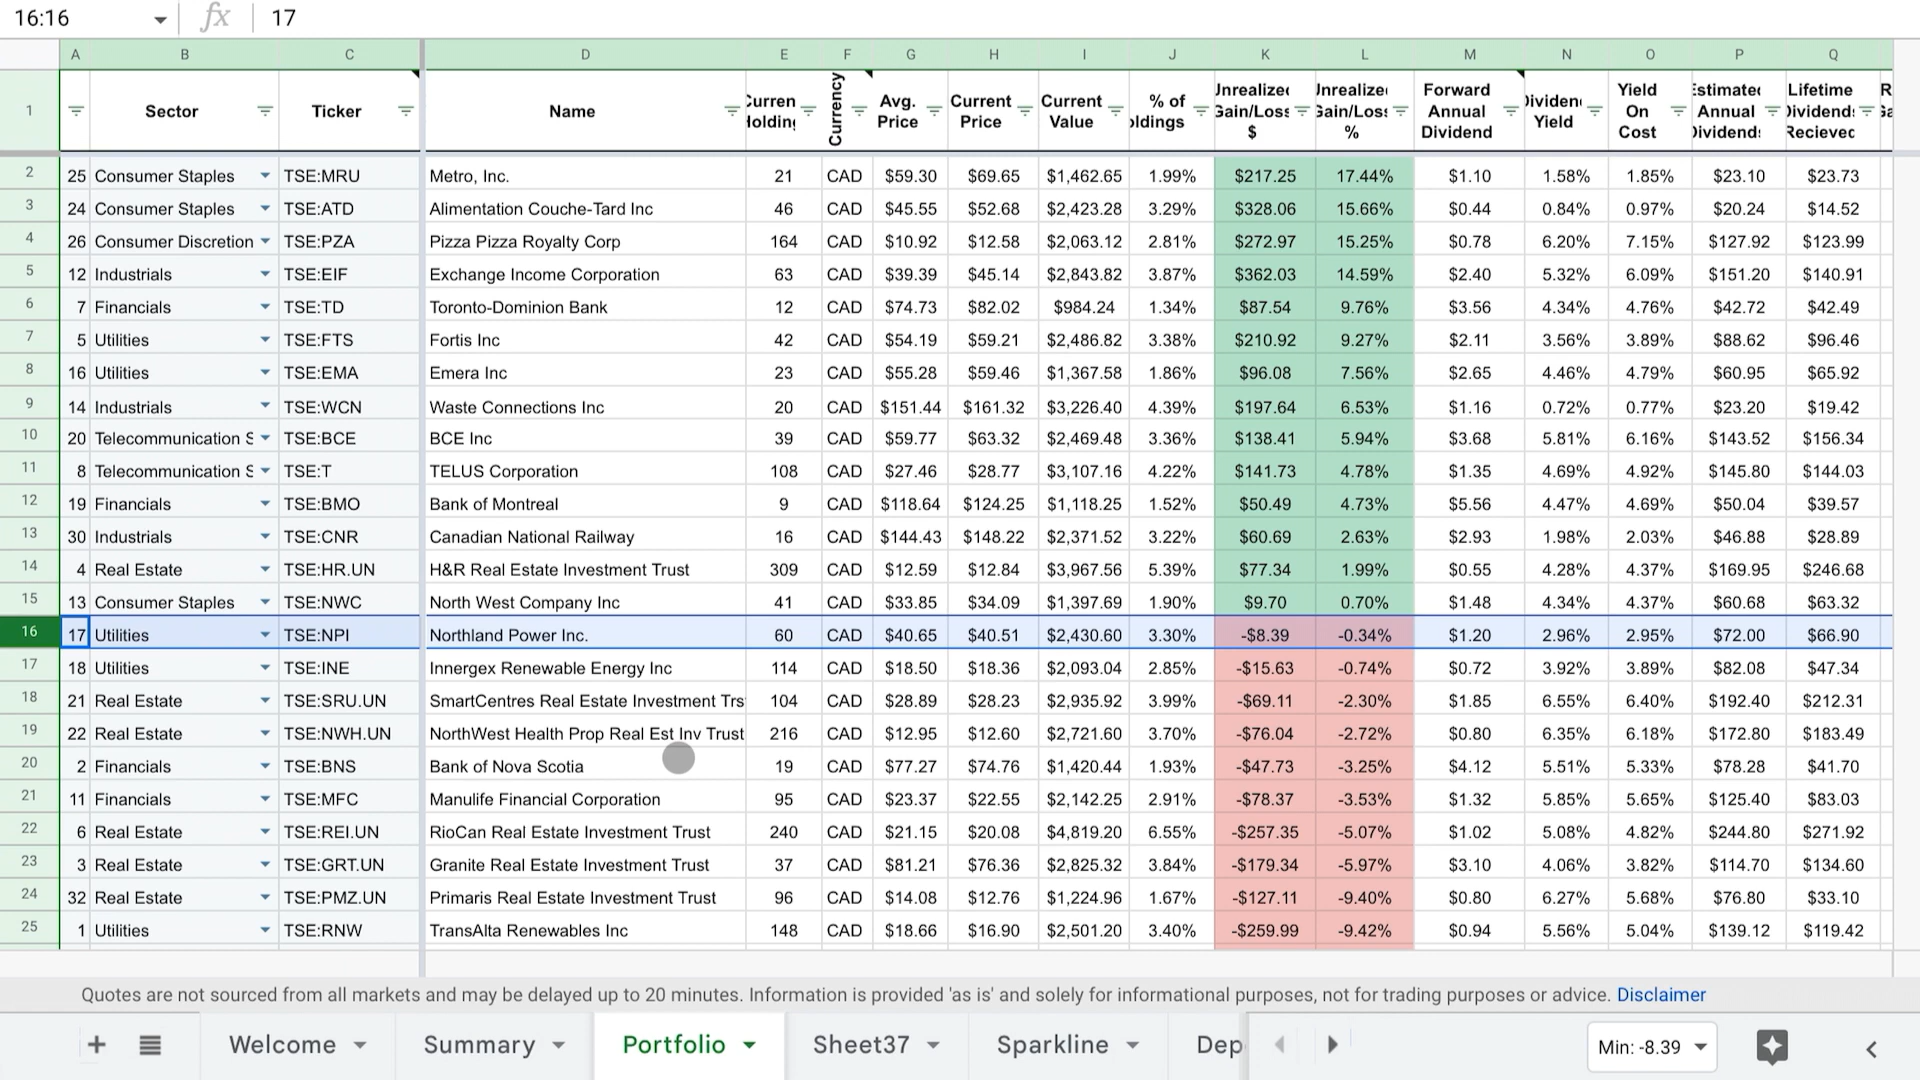 16:16 fx 17
A B C D E F G H I J K L M N O P Q
1 Sector Ticker Name Curren Holding Currency Avg. Price Current Price Current Value % of oldings Unrealized Gain/Loss $ Unrealized Gain/Loss % Forward Annual Dividend Dividen Yield Yield On Cost Estimated Annual Dividends Lifetime Dividends Recieved R Ga
2 25 Consumer Staples TSE:MRU Metro, Inc. 21 CAD $59.30 $69.65 $1,462.65 1.99% $217.25 17.44% $1.10 1.58% 1.85% $23.10 $23.73
3 24 Consumer Staples TSE:ATD Alimentation Couche-Tard Inc 46 CAD $45.55 $52.68 $2,423.28 3.29% $328.06 15.66% $0.44 0.84% 0.97% $20.24 $14.52
4 26 Consumer Discretion TSE:PZA Pizza Pizza Royalty Corp 164 CAD $10.92 $12.58 $2,063.12 2.81% $272.97 15.25% $0.78 6.20% 7.15% $127.92 $123.99
5 12 Industrials TSE:EIF Exchange Income Corporation 63 CAD $39.39 $45.14 $2,843.82 3.87% $362.03 14.59% $2.40 5.32% 6.09% $151.20 $140.91
6 7 Financials TSE:TD Toronto-Dominion Bank 12 CAD $74.73 $82.02 $984.24 1.34% $87.54 9.76% $3.56 4.34% 4.76% $42.72 $42.49
7 5 Utilities TSE:FTS Fortis Inc 42 CAD $54.19 $59.21 $2,486.82 3.38% $210.92 9.27% $2.11 3.56% 3.89% $88.62 $96.46
8 16 Utilities TSE:EMA Emera Inc 23 CAD $55.28 $59.46 $1,367.58 1.86% $96.08 7.56% $2.65 4.46% 4.79% $60.95 $65.92
9 14 Industrials TSE:WCN Waste Connections Inc 20 CAD $151.44 $161.32 $3,226.40 4.39% $197.64 6.53% $1.16 0.72% 0.77% $23.20 $19.42
10 20 Telecommunication S TSE:BCE BCE Inc 39 CAD $59.77 $63.32 $2,469.48 3.36% $138.41 5.94% $3.68 5.81% 6.16% $143.52 $156.34
11 8 Telecommunication S TSE:T TELUS Corporation 108 CAD $27.46 $28.77 $3,107.16 4.22% $141.73 4.78% $1.35 4.69% 4.92% $145.80 $144.03
12 19 Financials TSE:BMO Bank of Montreal 9 CAD $118.64 $124.25 $1,118.25 1.52% $50.49 4.73% $5.56 4.47% 4.69% $50.04 $39.57
13 30 Industrials TSE:CNR Canadian National Railway 16 CAD $144.43 $148.22 $2,371.52 3.22% $60.69 2.63% $2.93 1.98% 2.03% $46.88 $28.89
14 4 Real Estate TSE:HR.UN H&R Real Estate Investment Trust 309 CAD $12.59 $12.84 $3,967.56 5.39% $77.34 1.99% $0.55 4.28% 4.37% $169.95 $246.68
15 13 Consumer Staples TSE:NWC North West Company Inc 41 CAD $33.85 $34.09 $1,397.69 1.90% $9.70 0.70% $1.48 4.34% 4.37% $60.68 $63.32
16 17 Utilities TSE:NPI Northland Power Inc. 60 CAD $40.65 $40.51 $2,430.60 3.30% -$8.39 -0.34% $1.20 2.96% 2.95% $72.00 $66.90
17 18 Utilities TSE:INE Innergex Renewable Energy Inc 114 CAD $18.50 $18.36 $2,093.04 2.85% -$15.63 -0.74% $0.72 3.92% 3.89% $82.08 $47.34
18 21 Real Estate TSE:SRU.UN SmartCentres Real Estate Investment Trs 104 CAD $28.89 $28.23 $2,935.92 3.99% -$69.11 -2.30% $1.85 6.55% 6.40% $192.40 $212.31
19 22 Real Estate TSE:NWH.UN NorthWest Health Prop Real Est Inv Trust 216 CAD $12.95 $12.60 $2,721.60 3.70% -$76.04 -2.72% $0.80 6.35% 6.18% $172.80 $183.49
20 2 Financials TSE:BNS Bank of Nova Scotia 19 CAD $77.27 $74.76 $1,420.44 1.93% -$47.73 -3.25% $4.12 5.51% 5.33% $78.28 $41.70
21 11 Financials TSE:MFC Manulife Financial Corporation 95 CAD $23.37 $22.55 $2,142.25 2.91% -$78.37 -3.53% $1.32 5.85% 5.65% $125.40 $83.03
22 6 Real Estate TSE:REI.UN RioCan Real Estate Investment Trust 240 CAD $21.15 $20.08 $4,819.20 6.55% -$257.35 -5.07% $1.02 5.08% 4.82% $244.80 $271.92
23 3 Real Estate TSE:GRT.UN Granite Real Estate Investment Trust 37 CAD $81.21 $76.36 $2,825.32 3.84% -$179.34 -5.97% $3.10 4.06% 3.82% $114.70 $134.60
24 32 Real Estate TSE:PMZ.UN Primaris Real Estate Investment Trust 96 CAD $14.08 $12.76 $1,224.96 1.67% -$127.11 -9.40% $0.80 6.27% 5.68% $76.80 $33.10
25 1 Utilities TSE:RNW TransAlta Renewables Inc 148 CAD $18.66 $16.90 $2,501.20 3.40% -$259.99 -9.42% $0.94 5.56% 5.04% $139.12 $119.42
Quotes are not sourced from all markets and may be delayed up to 20 minutes. Information is provided 'as is' and solely for informational purposes, not for trading purposes or advice. Disclaimer
Welcome Summary Portfolio Sheet37 Sparkline Dep Min: -8.39